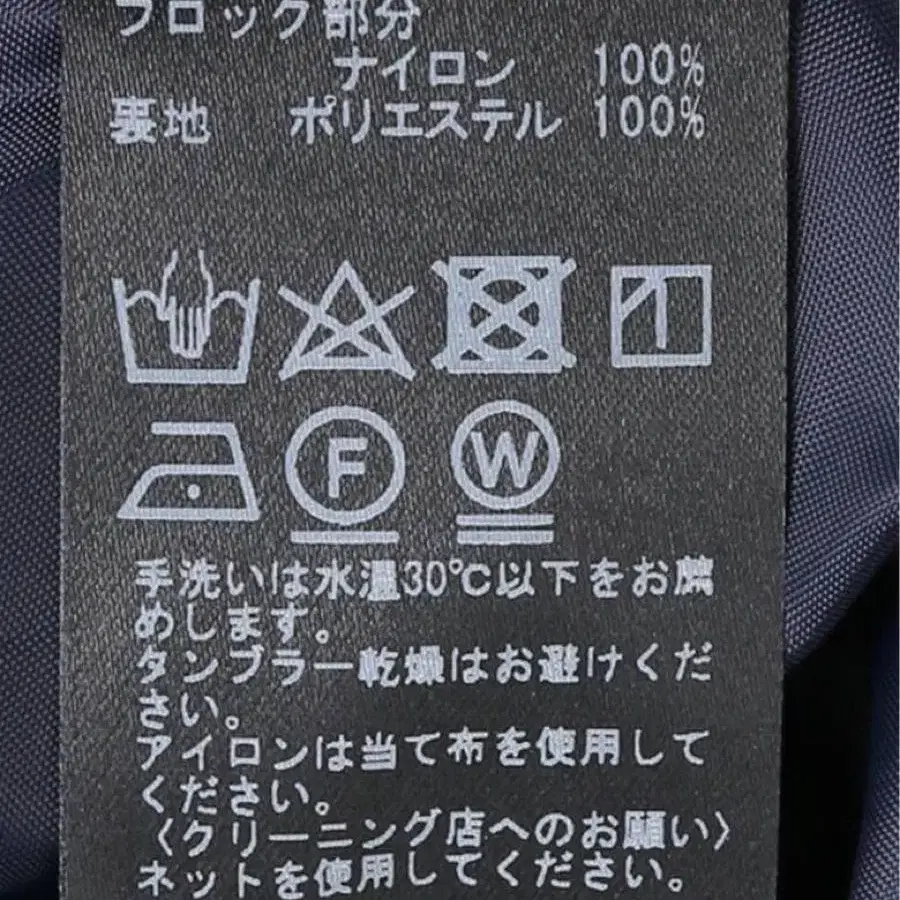 フロック部分
ナイロン 100%
裏地 ポリエステル 100%
F W
手洗いは水温30℃以下をお薦
めします。
タンブラー乾燥はお避けくだ
さい。
アイロンは当て布を使用して
ください。
〈クリーニング店へのお願い〉
ネットを使用してください。